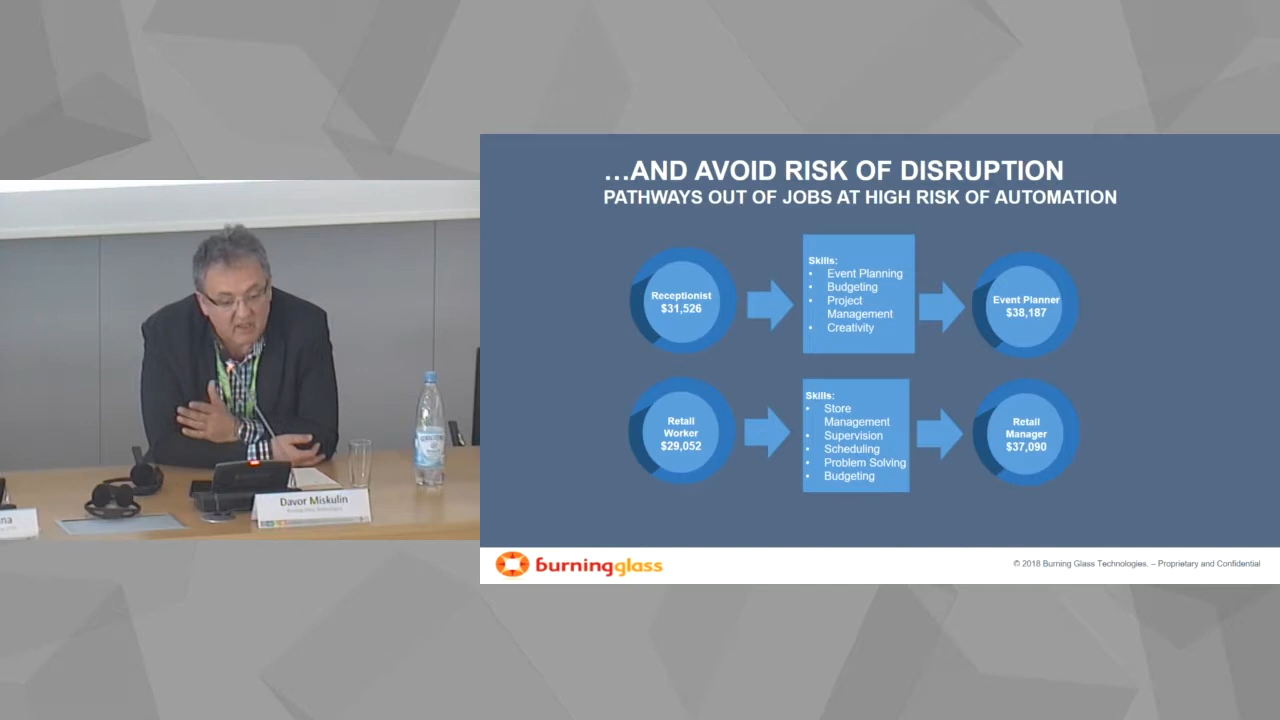 …AND AVOID RISK OF DISRUPTION
PATHWAYS OUT OF JOBS AT HIGH RISK OF AUTOMATION
Receptionist
$31,526
Skills:
• Event Planning
• Budgeting
• Project
Management
• Creativity
Event Planner
$38,187
Retail
Worker
$29,052
Skills:
• Store
Management
• Supervision
• Scheduling
• Problem Solving
• Budgeting
Retail
Manager
$37,090
burningglass
© 2018 Burning Glass Technologies. – Proprietary and Confidential
Davor Miskulin